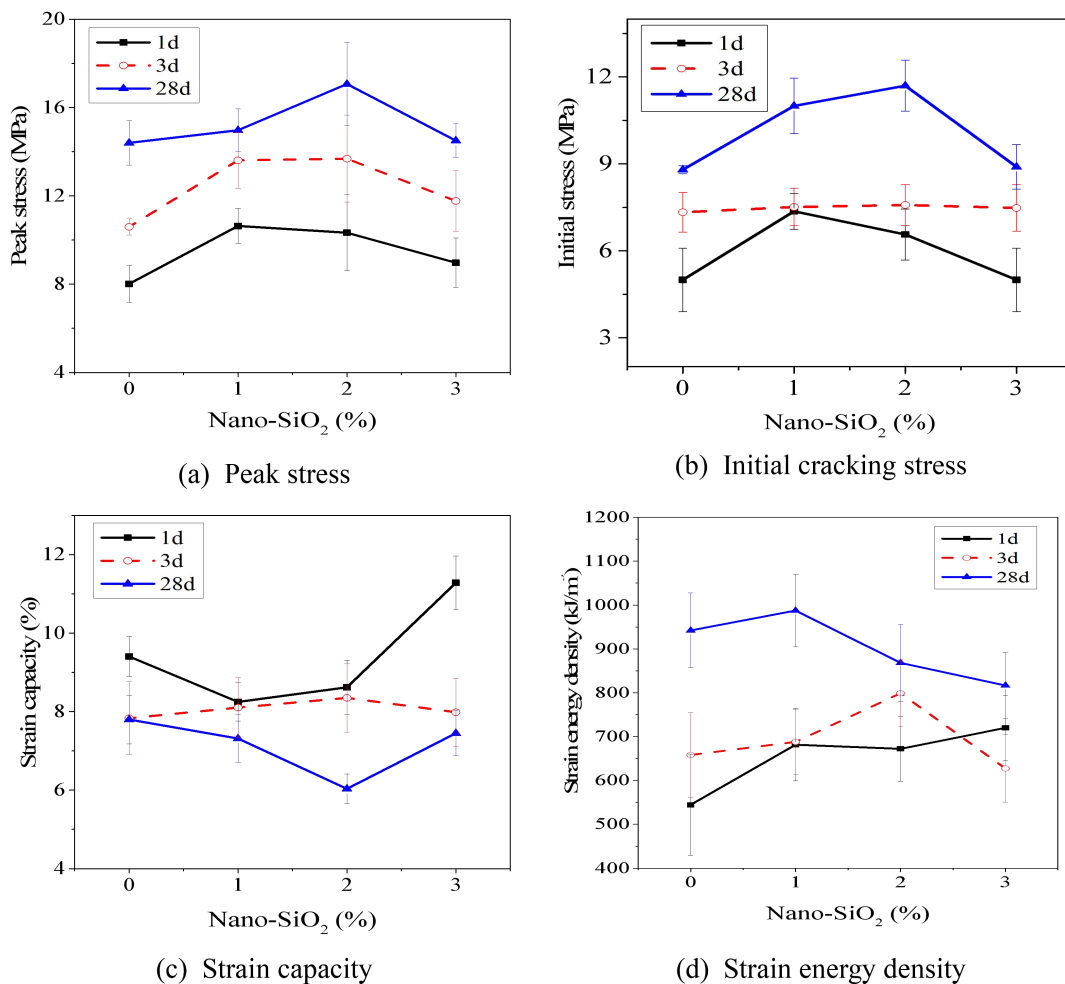 Peak stress (MPa)
20
16
12
8
4
1d
3d
28d
0 1 2 3
Nano-SiO₂ (%)
(a) Peak stress
Initial stress (MPa)
12
9
6
3
1d
3d
28d
0 1 2 3
Nano-SiO₂ (%)
(b) Initial cracking stress
Strain capacity (%)
12
10
8
6
4
1d
3d
28d
0 1 2 3
Nano-SiO₂ (%)
(c) Strain capacity
Strain energy density (kJ/m
1200
1100
1000
900
800
700
600
500
400
1d
3d
28d
0 1 2 3
Nano-SiO₂ (%)
(d) Strain energy density